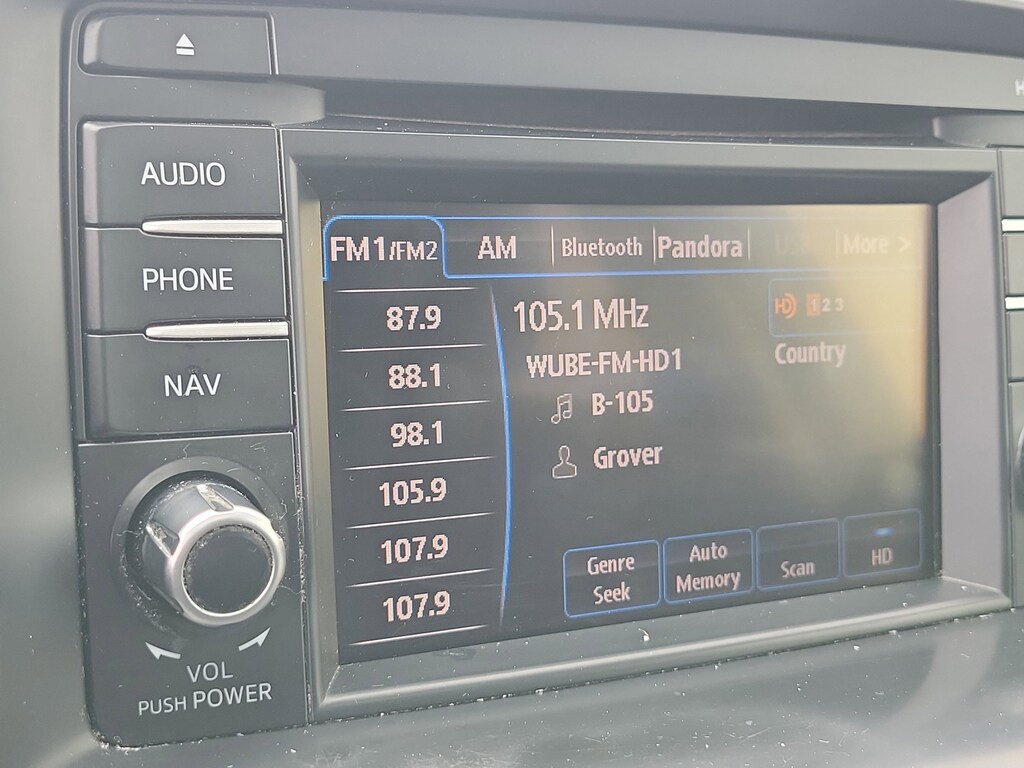 AUDIO
PHONE
NAV
VOL
PUSH POWER
FM1/FM2 AM Bluetooth Pandora More >
87.9
88.1
98.1
105.9
107.9
107.9
105.1 MHz
HD 1 2 3
WUBE-FM-HD1
Country
B-105
Grover
Genre
Seek
Auto
Memory
Scan
HD